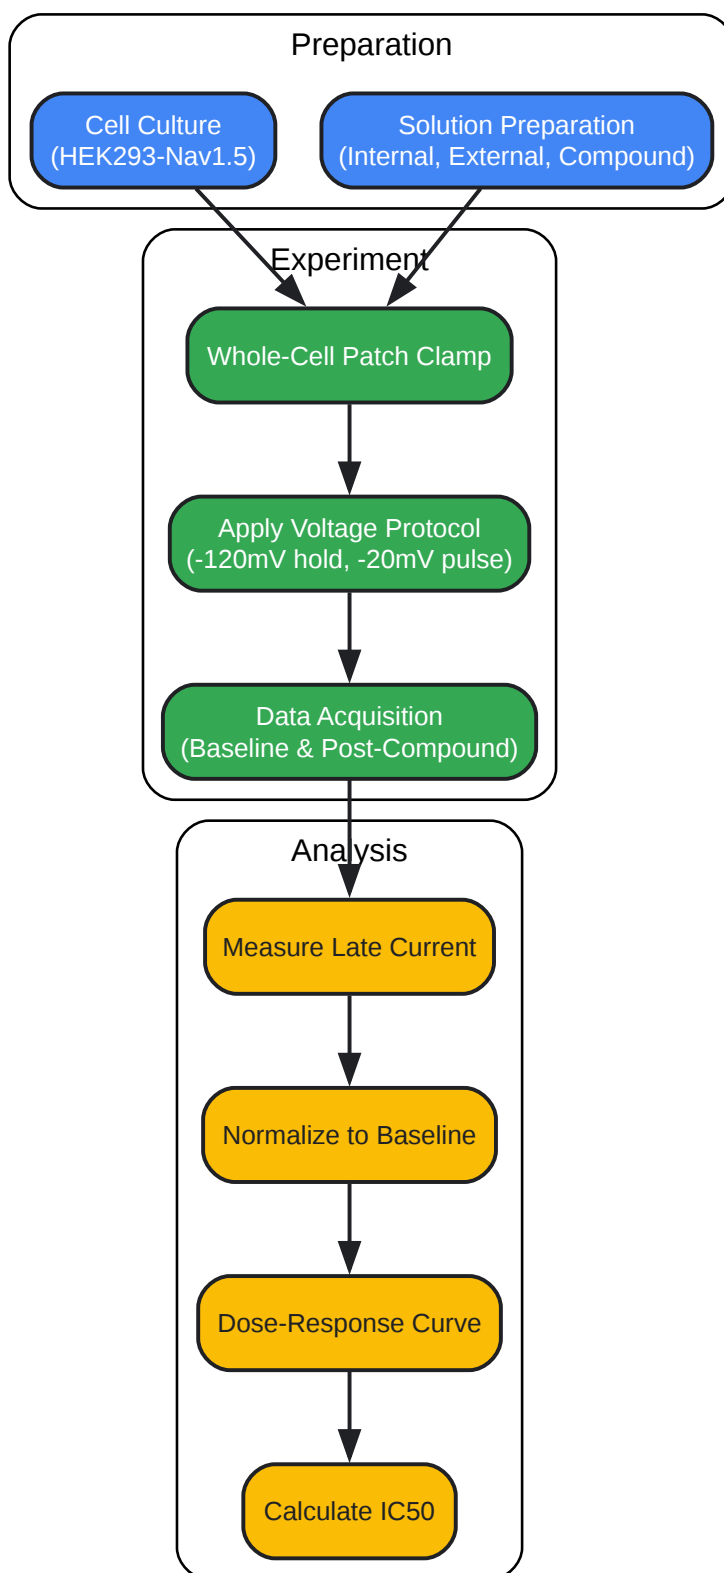 Preparation
Cell Culture
(HEK293-Nav1.5)
Solution Preparation
(Internal, External, Compound)
Experiment
Whole-Cell Patch Clamp
Apply Voltage Protocol
(-120mV hold, -20mV pulse)
Data Acquisition
(Baseline & Post-Compound)
Analysis
Measure Late Current
Normalize to Baseline
Dose-Response Curve
Calculate IC50